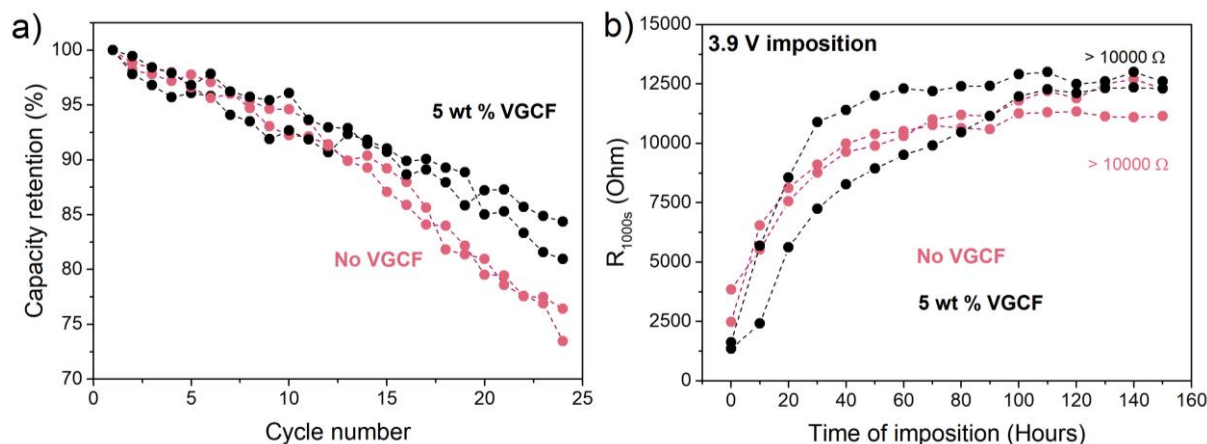 a)
Capacity retention (%)
100
95
90
85
80
75
70
5 wt % VGCF
No VGCF
0
5
10
15
20
25
Cycle number
b)
R1000s (Ohm)
15000
12500
10000
7500
5000
2500
0
3.9 V imposition
> 10000 Ω
> 10000 Ω
No VGCF
5 wt % VGCF
0
20
40
60
80
100
120
140
160
Time of imposition (Hours)